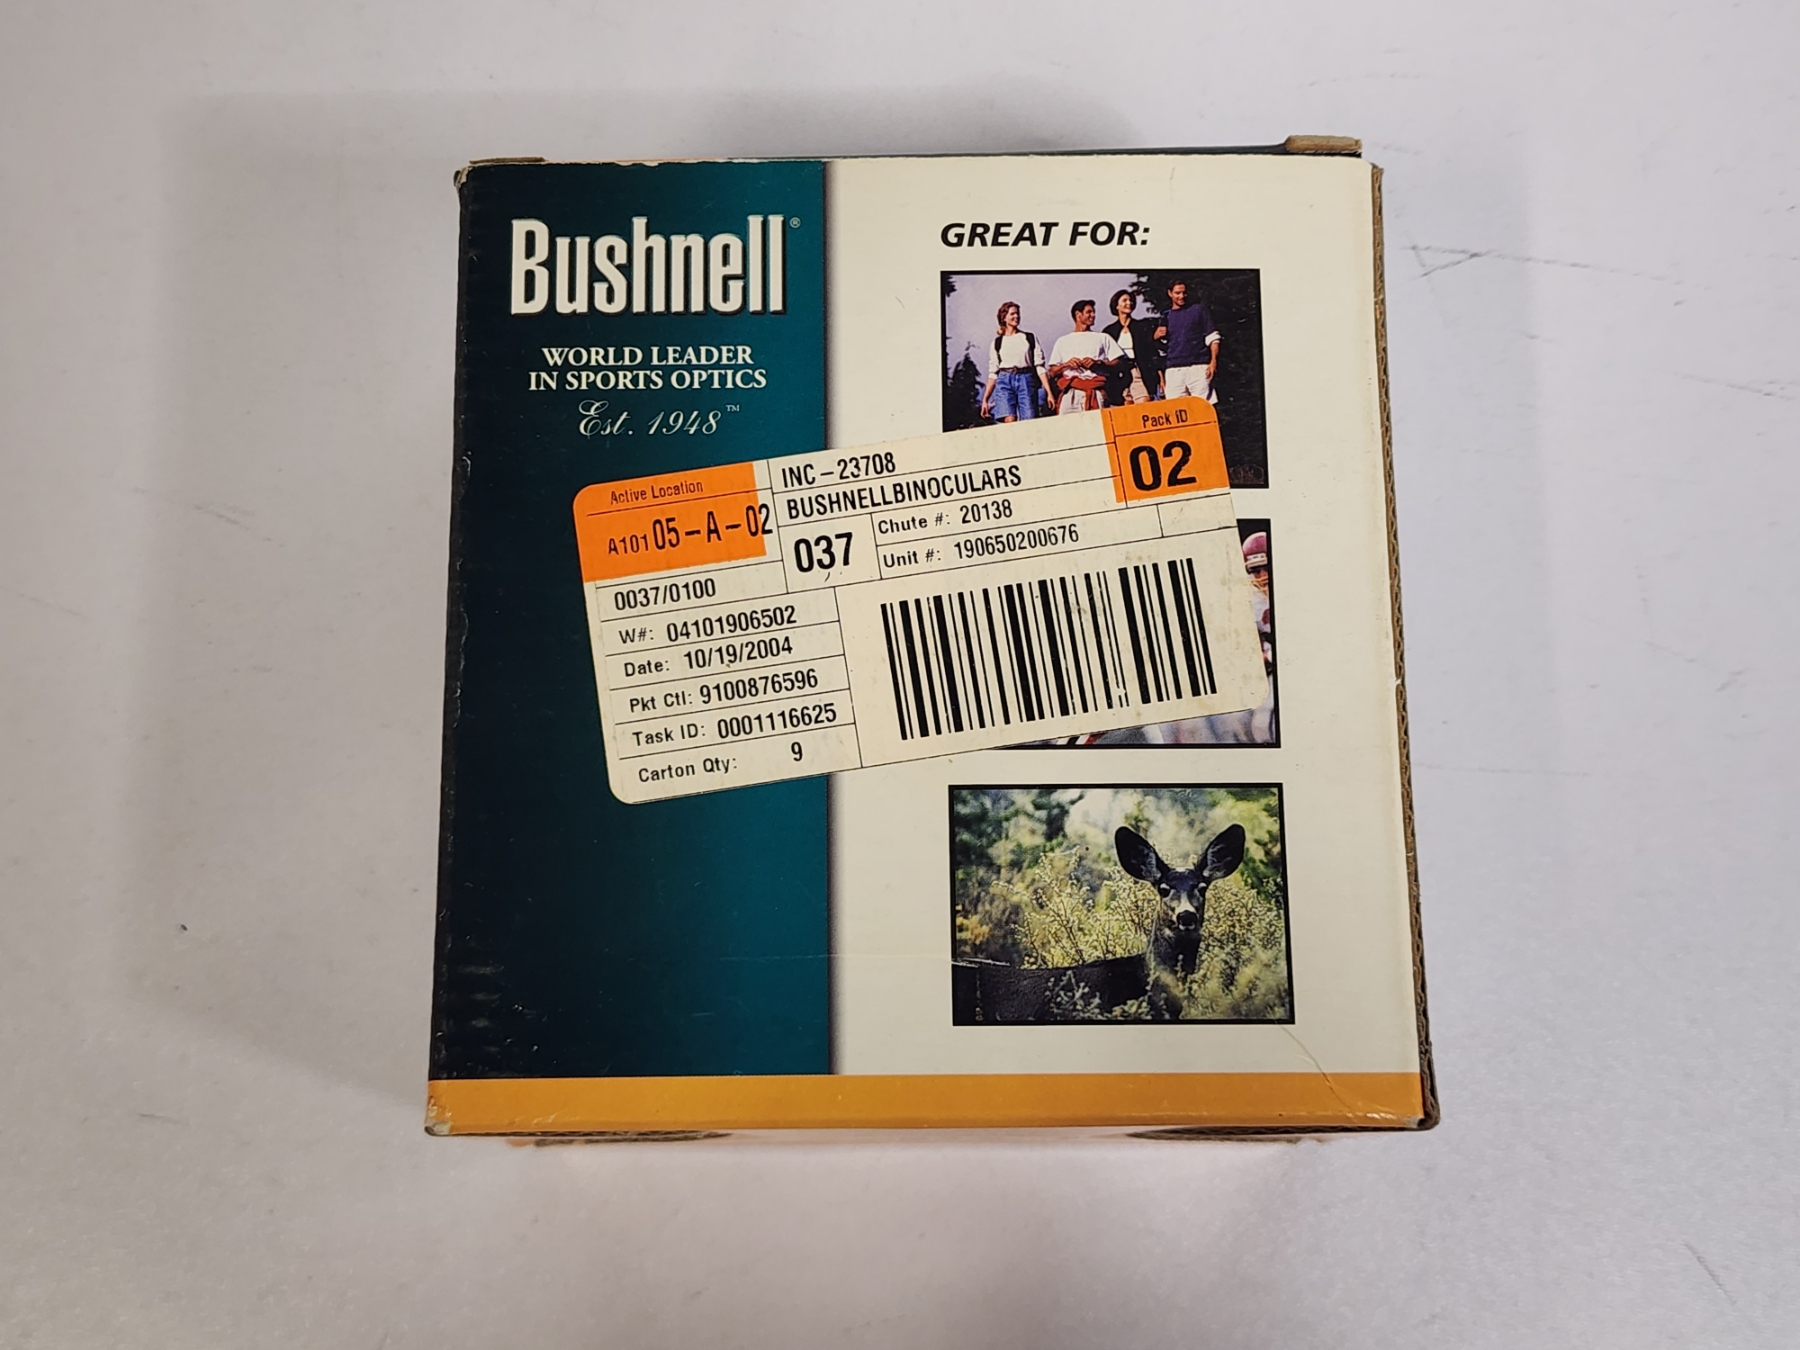 Bushnell®
WORLD LEADER
IN SPORTS OPTICS
Est. 1948™
GREAT FOR:
Active Location
A101 05-A-02
INC-23708
BUSHNELLBINOCULARS
Pack ID
02
037
Chute #: 20138
Unit #: 190650200676
0037/0100
W#: 04101906502
Date: 10/19/2004
Pkt Ctl: 9100876596
Task ID: 0001116625
Carton Qty: 9